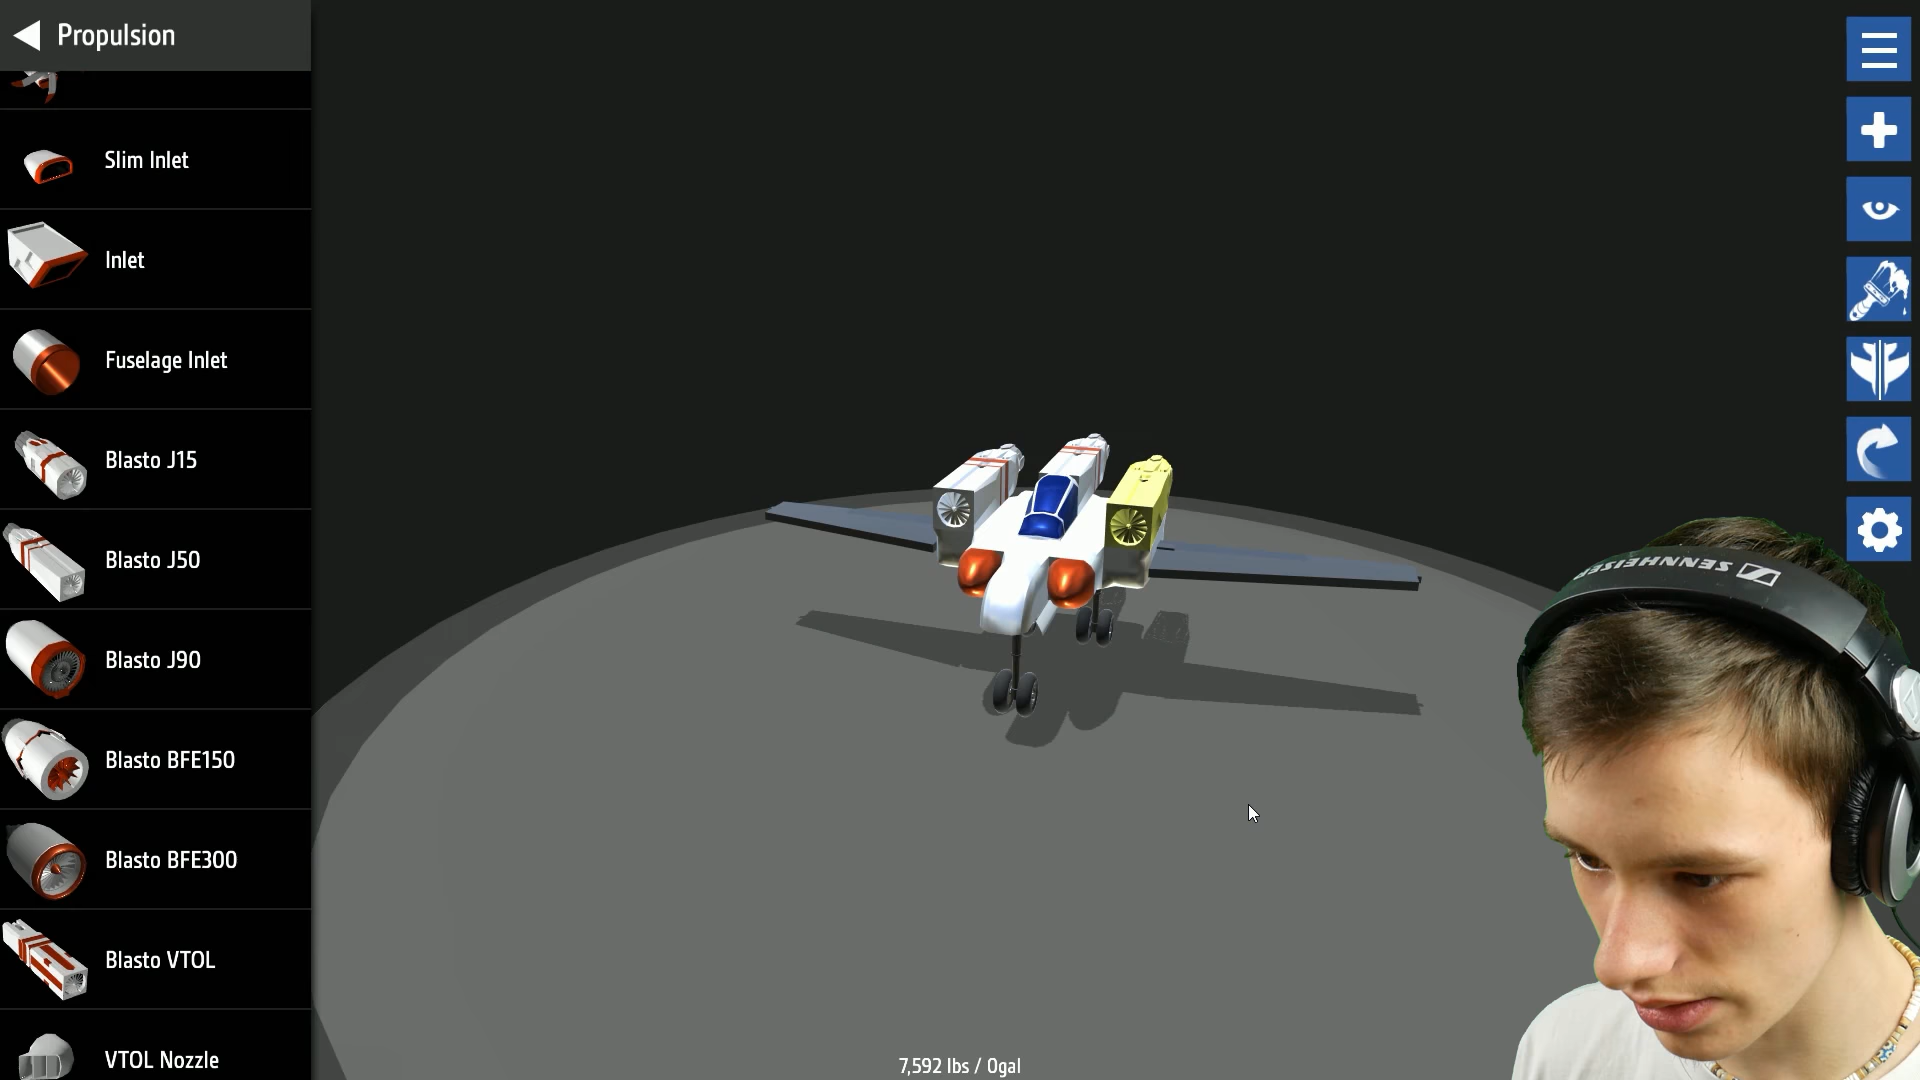 Propulsion
Slim Inlet
Inlet
Fuselage Inlet
Blasto J15
Blasto J50
Blasto J90
Blasto BFE150
Blasto BFE300
Blasto VTOL
VTOL Nozzle
7,592 lbs / 0gal
SENNHEISER